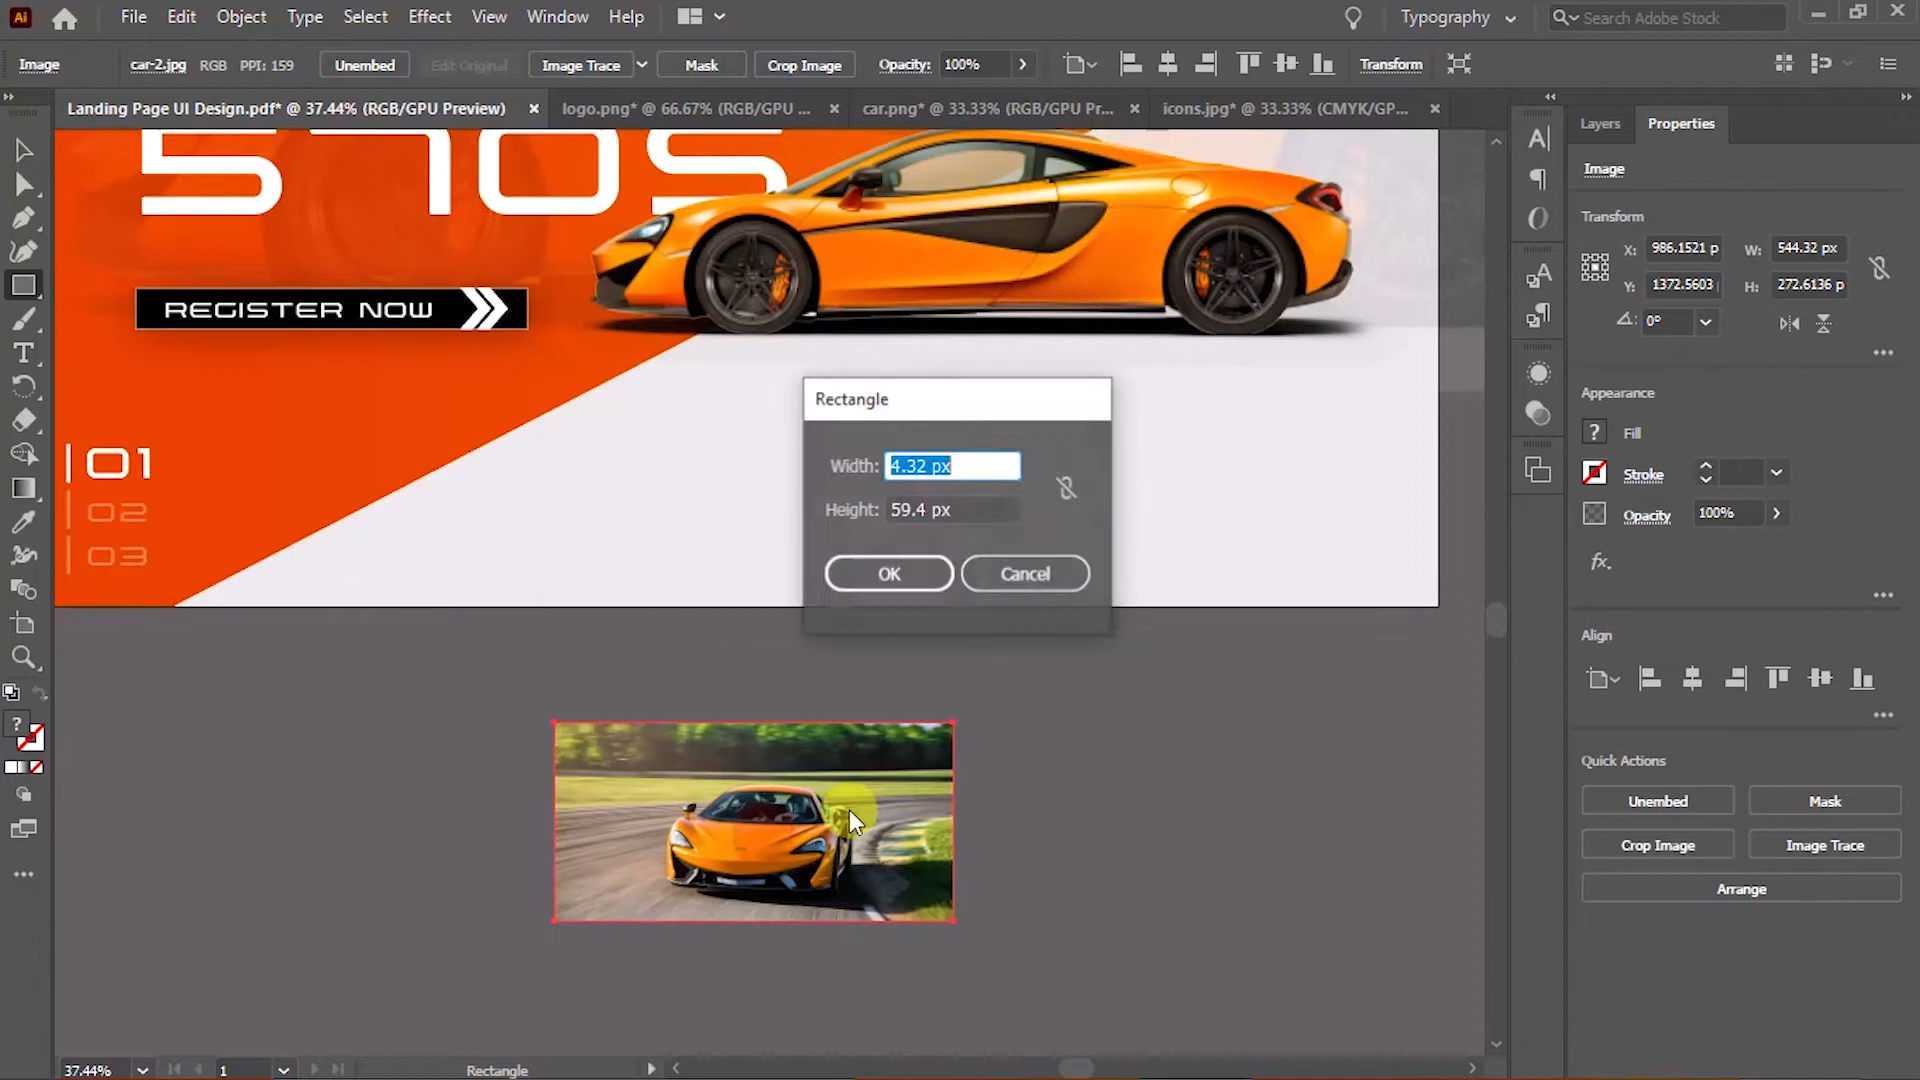 Ai File Edit Object Type Select Effect View Window Help Typography Search Adobe Stock
Image car-2.jpg RGB PPI: 159 Unembed Edit Original Image Trace Mask Crop Image Opacity: 100% Transform
Landing Page UI Design.pdf* @ 37.44% (RGB/GPU Preview) logo.png* @ 66.67% (RGB/GPU ... car.png* @ 33.33% (RGB/GPU Pr... icons.jpg* @ 33.33% (CMYK/GP...
Layers Properties
Image
Transform
X: 986.1521 p W: 544.32 px
Y: 1372.5603 H: 272.6136 p
0°
Appearance
? Fill
Stroke
Opacity 100%
fx.
Align
Quick Actions
Unembed Mask
Crop Image Image Trace
Arrange
570S
REGISTER NOW
01
02
03
Rectangle
Width: 4.32 px
Height: 59.4 px
OK Cancel
37.44% 1 Rectangle